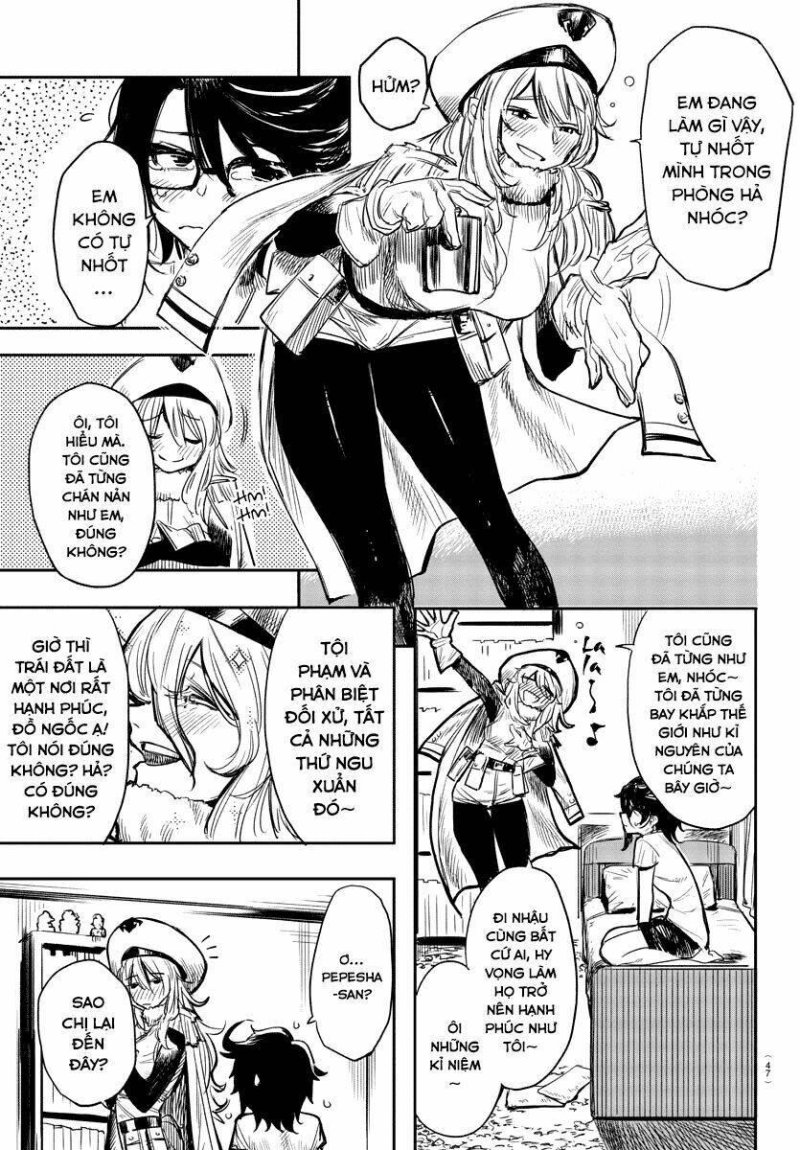 EM ĐANG
LÀM GÌ VẬY,
TỰ NHỐT
MÌNH TRONG
PHÒNG HẢ
NHÓC?
HỬM?
EM
KHÔNG
CÓ TỰ
NHỐT
...
ÔI, TÔI
HIỂU MÀ.
TÔI CŨNG
ĐÃ TỪNG
CHÁN NẢN
NHƯ EM,
ĐÚNG
KHÔNG?
HM!
HM!
TÔI CŨNG
ĐÃ TỪNG NHƯ
EM, NHÓC~
TÔI ĐÃ TỪNG
BAY KHẮP THẾ
GIỚI NHƯ KỈ
NGUYÊN CỦA
CHÚNG TA
BÂY GIỜ~
La la~
ĐI NHẬU
CÙNG BẤT
CỨ AI, HY
VỌNG LÀM
HỌ TRỞ
NÊN HẠNH
PHÚC NHƯ
TÔI~
ÔI
NHỮNG
KỈ NIỆM
~
TỘI
PHẠM VÀ
PHÂN BIỆT
ĐỐI XỬ, TẤT
CẢ NHỮNG
THỨ NGU
XUẨN
ĐÓ~
GIỜ THÌ
TRÁI ĐẤT LÀ
MỘT NƠI RẤT
HẠNH PHÚC,
ĐỒ NGỐC Ạ!
TÔI NÓI ĐÚNG
KHÔNG? HẢ?
CÓ ĐÚNG
KHÔNG?
Ơ...
PEPESHA
-SAN?
SAO
CHỊ LẠI
ĐẾN
ĐÂY?
(47)